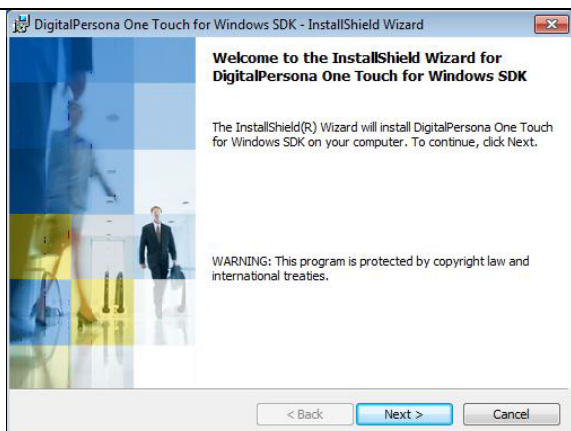 DigitalPersona One Touch for Windows SDK - InstallShield Wizard
Welcome to the InstallShield Wizard for
DigitalPersona One Touch for Windows SDK
The InstallShield(R) Wizard will install DigitalPersona One Touch
for Windows SDK on your computer. To continue, click Next.
WARNING: This program is protected by copyright law and
international treaties.
< Back Next > Cancel